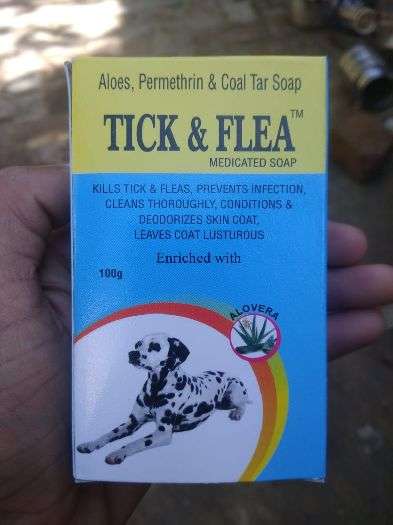 Aloes, Permethrin & Coal Tar Soap
TICK & FLEA™
MEDICATED SOAP
KILLS TICK & FLEAS, PREVENTS INFECTION,
CLEANS THOROUGHLY, CONDITIONS &
DEODORIZES SKIN COAT,
LEAVES COAT LUSTUROUS
Enriched with
100g
ALOVERA